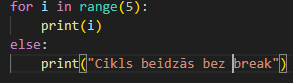 for i in range(5):
    print(i)
else:
    print("Cikls beidzās bez break")